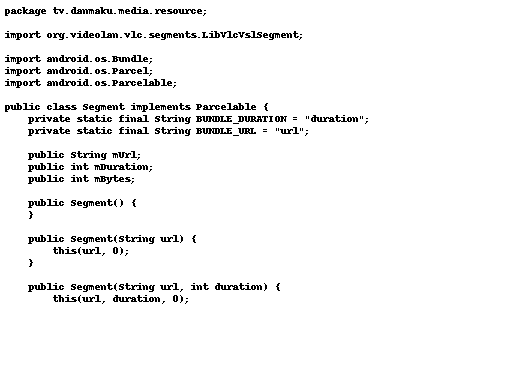 package tv.danmaku.media.resource;

import org.videolan.vlc.segments.LibVlcVslSegment;

import android.os.Bundle;
import android.os.Parcel;
import android.os.Parcelable;

public class Segment implements Parcelable {
    private static final String BUNDLE_DURATION = "duration";
    private static final String BUNDLE_URL = "url";

    public String mUrl;
    public int mDuration;
    public int mBytes;

    public Segment() {
    }

    public Segment(String url) {
        this(url, 0);
    }

    public Segment(String url, int duration) {
        this(url, duration, 0);